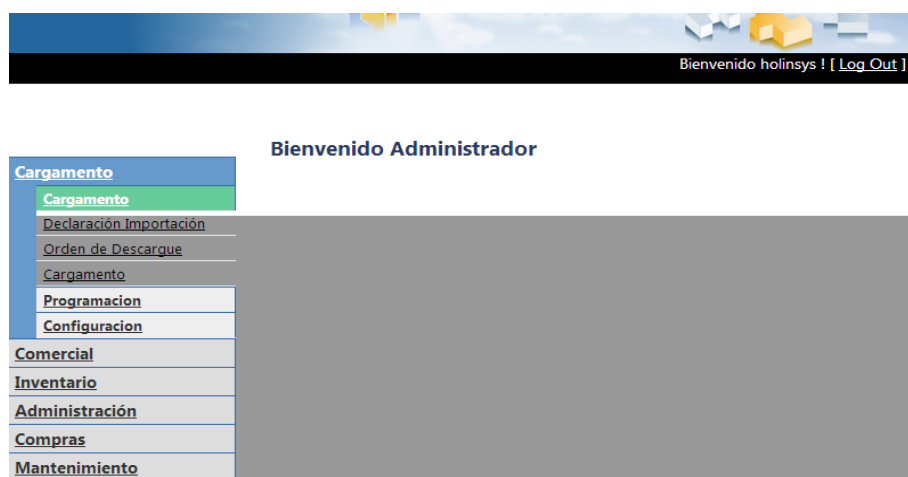 Bienvenido holinsys ! [ Log Out ]
Bienvenido Administrador
Cargamento
Cargamento
Declaración Importación
Orden de Descargue
Cargamento
Programacion
Configuracion
Comercial
Inventario
Administración
Compras
Mantenimiento